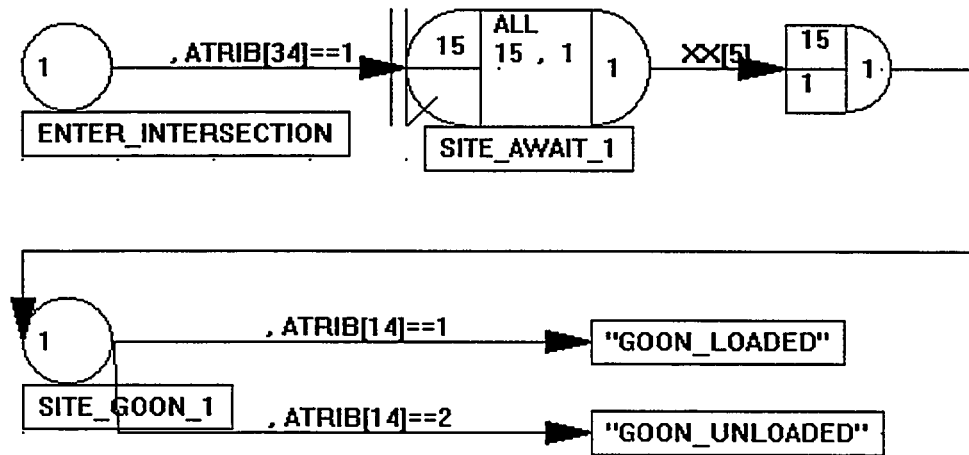 1
, ATRIB[34]==1
15
ALL
15 , 1
1
XX[5]
15
1
1
ENTER_INTERSECTION
SITE_AWAIT_1
1
, ATRIB[14]==1
"GOON_LOADED"
SITE_GOON_1
, ATRIB[14]==2
"GOON_UNLOADED"